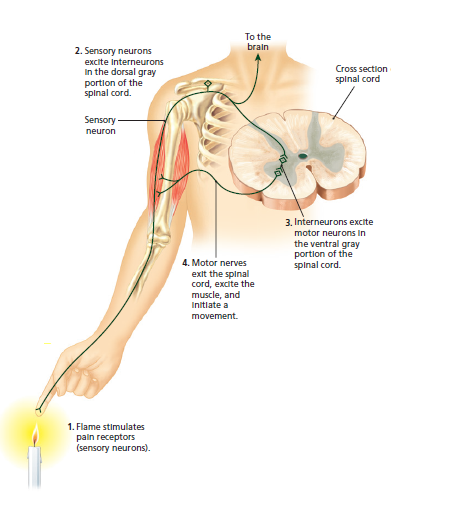 To the
brain
2. Sensory neurons
excite interneurons
in the dorsal gray
portion of the
spinal cord.
Cross section
spinal cord
Sensory
neuron
3. Interneurons excite
motor neurons in
the ventral gray
portion of the
spinal cord.
4. Motor nerves
exit the spinal
cord, excite the
muscle, and
initiate a
movement.
1. Flame stimulates
pain receptors
(sensory neurons).